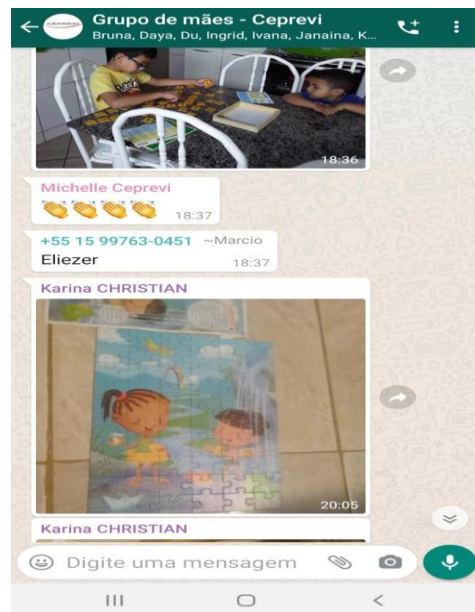 Grupo de mães - Ceprevi
Bruna, Daya, Du, Ingrid, Ivana, Janaina, K...
18:36
Michelle Ceprevi
18:37
+55 15 99763-0451 ~Marcio
Eliezer
18:37
Karina CHRISTIAN
20:05
Karina CHRISTIAN
Digite uma mensagem